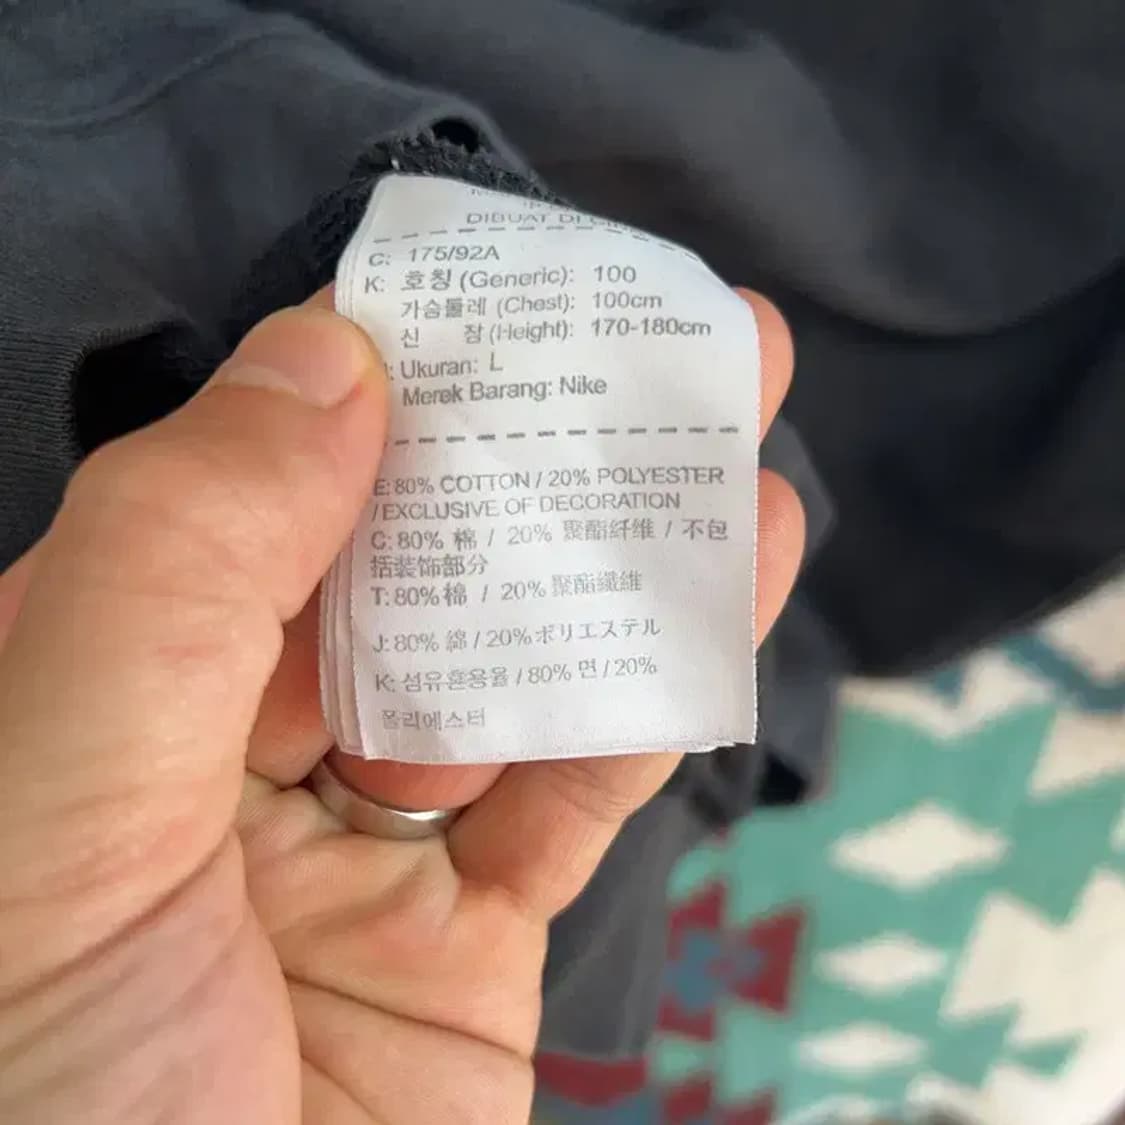 DIBUAT DI CINA
C: 175/92A
K: 호칭 (Generic): 100
가슴둘레 (Chest): 100cm
신 장 (Height): 170-180cm
: Ukuran: L
Merek Barang: Nike
E: 80% COTTON / 20% POLYESTER
/ EXCLUSIVE OF DECORATION
C: 80% 棉 / 20% 聚酯纤维 / 不包
括装饰部分
T: 80% 棉 / 20% 聚酯纖維
J: 80% 綿 / 20% ポリエステル
K: 섬유혼용율 / 80% 면 / 20%
폴리에스터